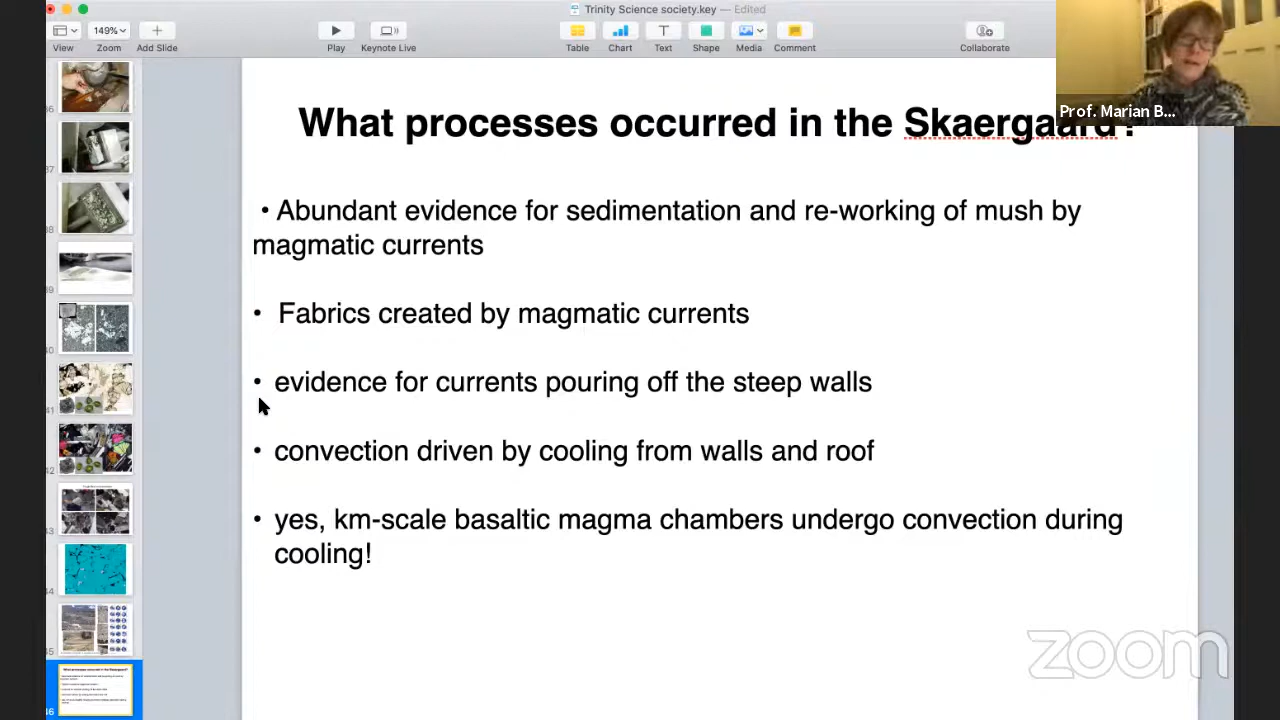 Trinity Science society.key — Edited
149%
View
Zoom
Add Slide
Play
Keynote Live
Table
Chart
Text
Shape
Media
Comment
Collaborate
Prof. Marian B...
What processes occurred in the Skaergaard?
• Abundant evidence for sedimentation and re-working of mush by
magmatic currents
• Fabrics created by magmatic currents
• evidence for currents pouring off the steep walls
• convection driven by cooling from walls and roof
• yes, km-scale basaltic magma chambers undergo convection during
cooling!
zoom